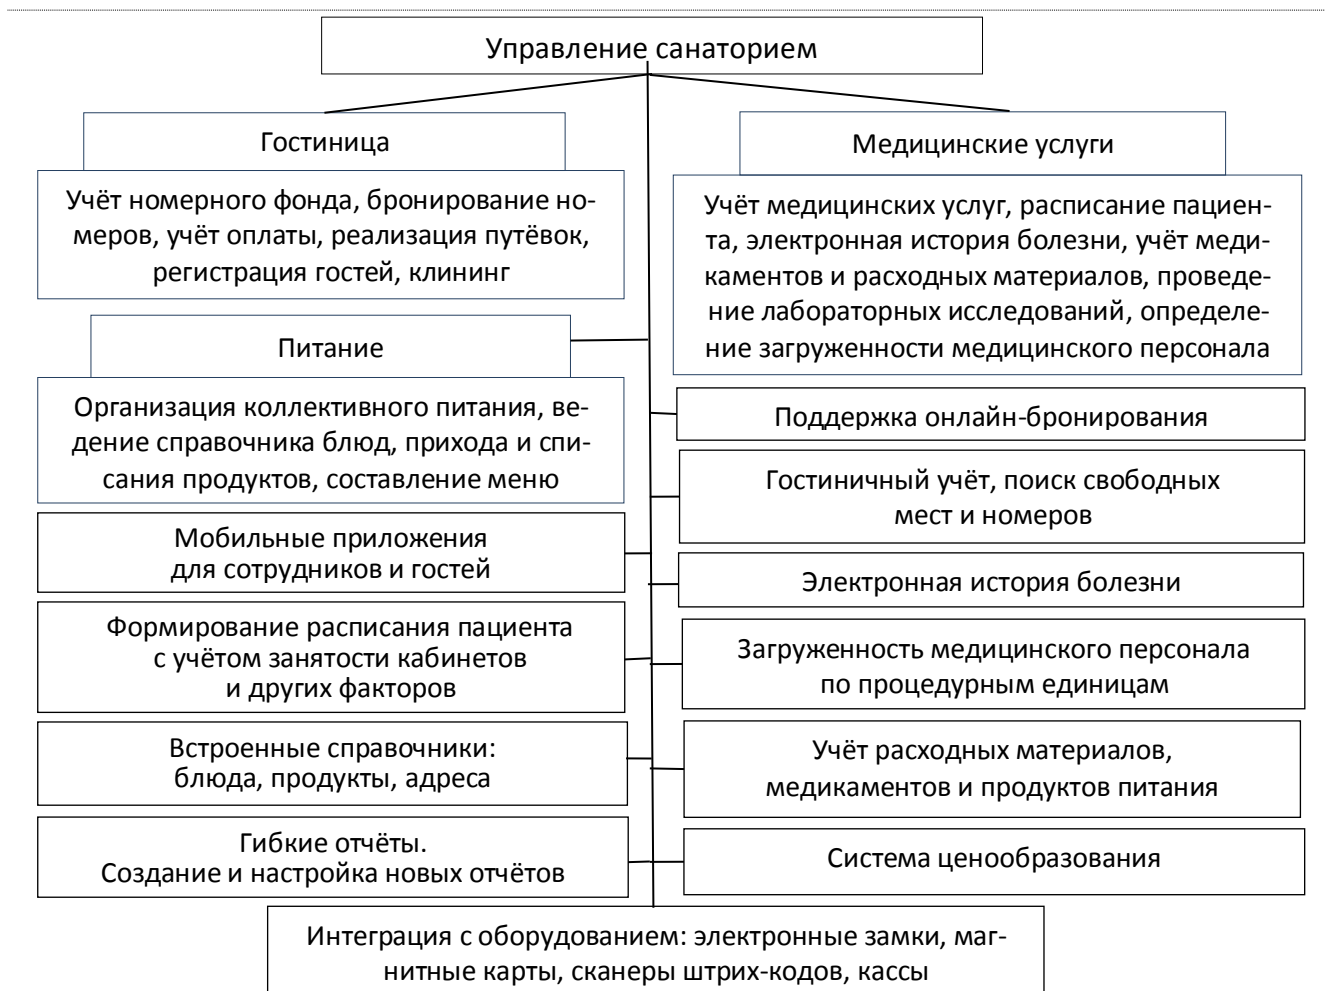 Управление санаторием
Гостиница
Учёт номерного фонда, бронирование но-
меров, учёт оплаты, реализация путёвок,
регистрация гостей, клининг
Медицинские услуги
Учёт медицинских услуг, расписание пациен-
та, электронная история болезни, учёт меди-
каментов и расходных материалов, проведе-
ние лабораторных исследований, определе-
ние загруженности медицинского персонала
Питание
Организация коллективного питания, ве-
дение справочника блюд, прихода и спи-
сания продуктов, составление меню
Поддержка онлайн-бронирования
Гостиничный учёт, поиск свободных
мест и номеров
Мобильные приложения
для сотрудников и гостей
Электронная история болезни
Формирование расписания пациента
с учётом занятости кабинетов
и других факторов
Загруженность медицинского персонала
по процедурным единицам
Встроенные справочники:
блюда, продукты, адреса
Учёт расходных материалов,
медикаментов и продуктов питания
Гибкие отчёты.
Создание и настройка новых отчётов
Система ценообразования
Интеграция с оборудованием: электронные замки, маг-
нитные карты, сканеры штрих-кодов, кассы